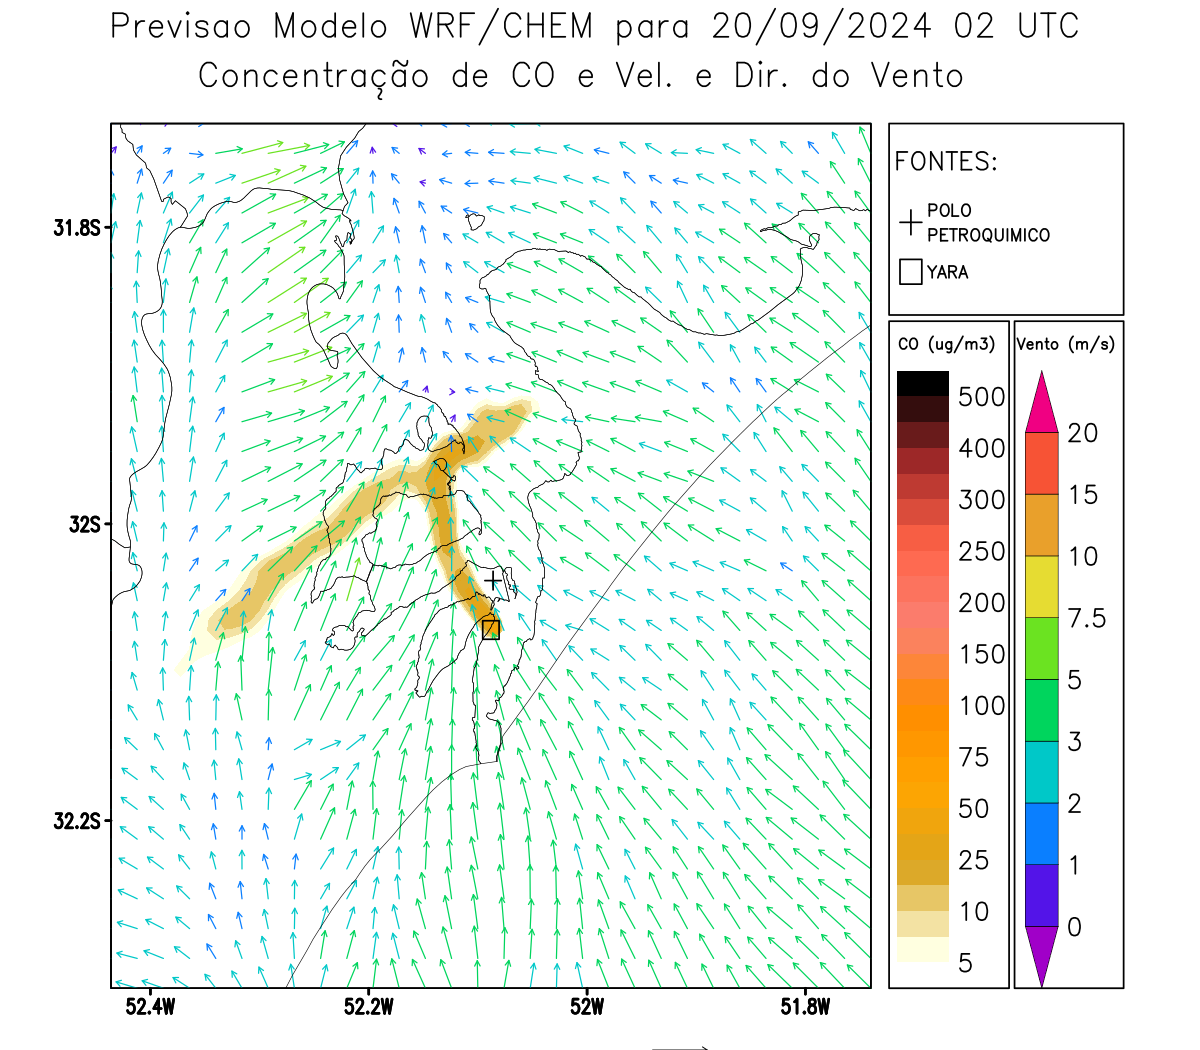 Previsao Modelo WRF/CHEM para 20/09/2024 02 UTC
Concentração de CO e Vel. e Dir. do Vento
FONTES:
POLO
PETROQUIMICO
YARA
CO (ug/m3)
500
400
300
250
200
150
100
75
50
25
10
5
Vento (m/s)
20
15
10
7.5
5
3
2
1
0
31.8S
32S
32.2S
52.4W
52.2W
52W
51.8W